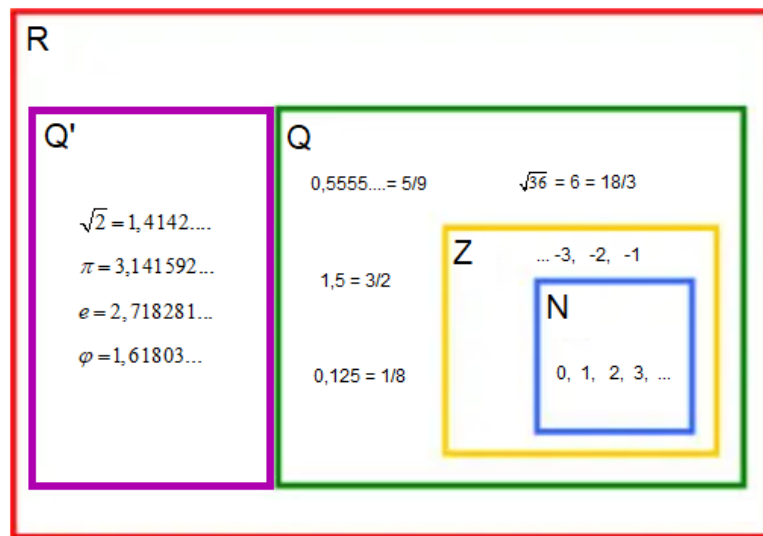 R
Q'
√2 = 1,4142....
π = 3,141592...
e = 2,718281...
φ = 1,61803...
Q
0,5555....= 5/9
√36 = 6 = 18/3
1,5 = 3/2
0,125 = 1/8
Z
... -3, -2, -1
N
0, 1, 2, 3, ...